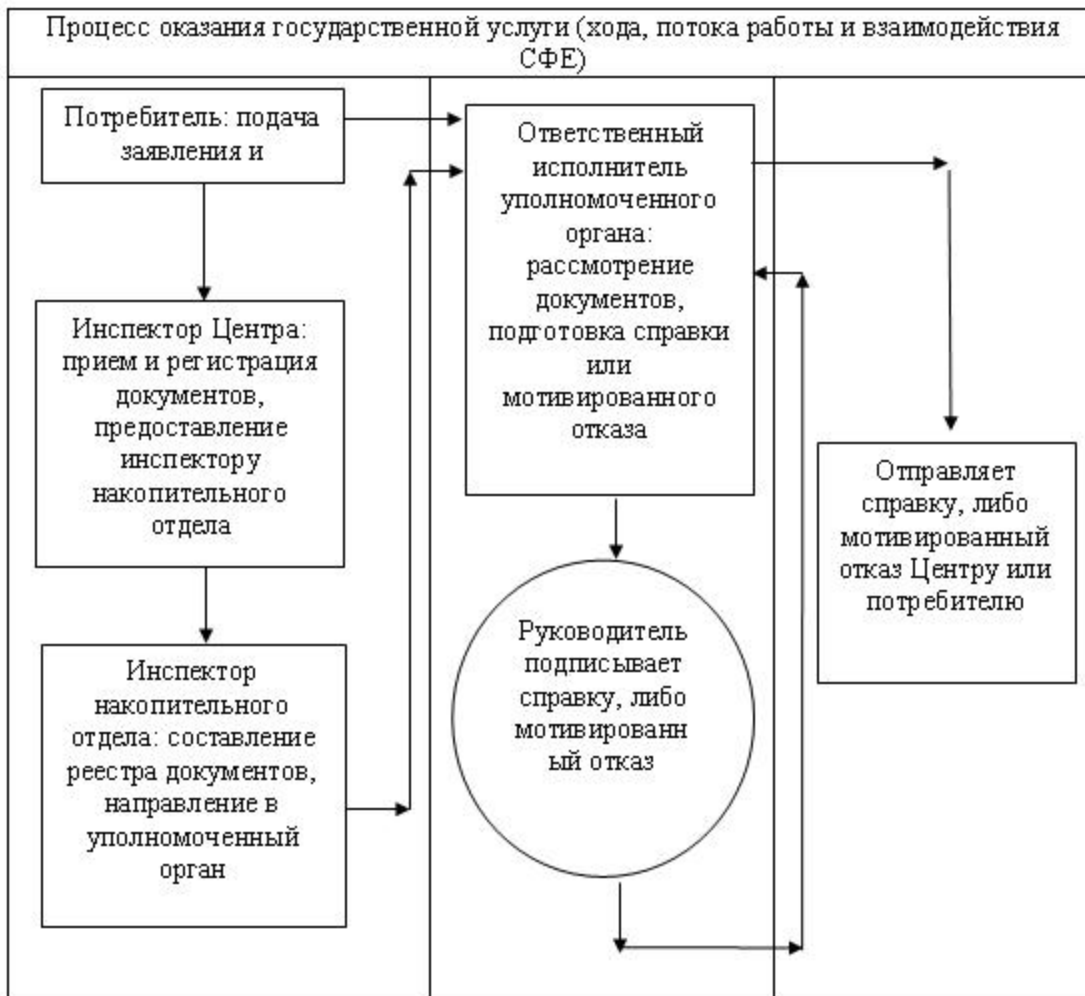 Процесс оказания государственной услуги (хода, потока работы и взаимодействия
СФЕ)
Потребитель: подача
заявления и
Инспектор Центра:
прием и регистрация
документов,
предоставление
инспектору
накопительного
отдела
Инспектор
накопительного
отдела: составление
реестра документов,
направление в
уполномоченный
орган
Ответственный
исполнитель
уполномоченного
органа:
рассмотрение
документов,
подготовка справки
или
мотивированного
отказа
Руководитель
подписывает
справку, либо
мотивированн
ый отказ
Отправляет
справку, либо
мотивированный
отказ Центру или
потребителю